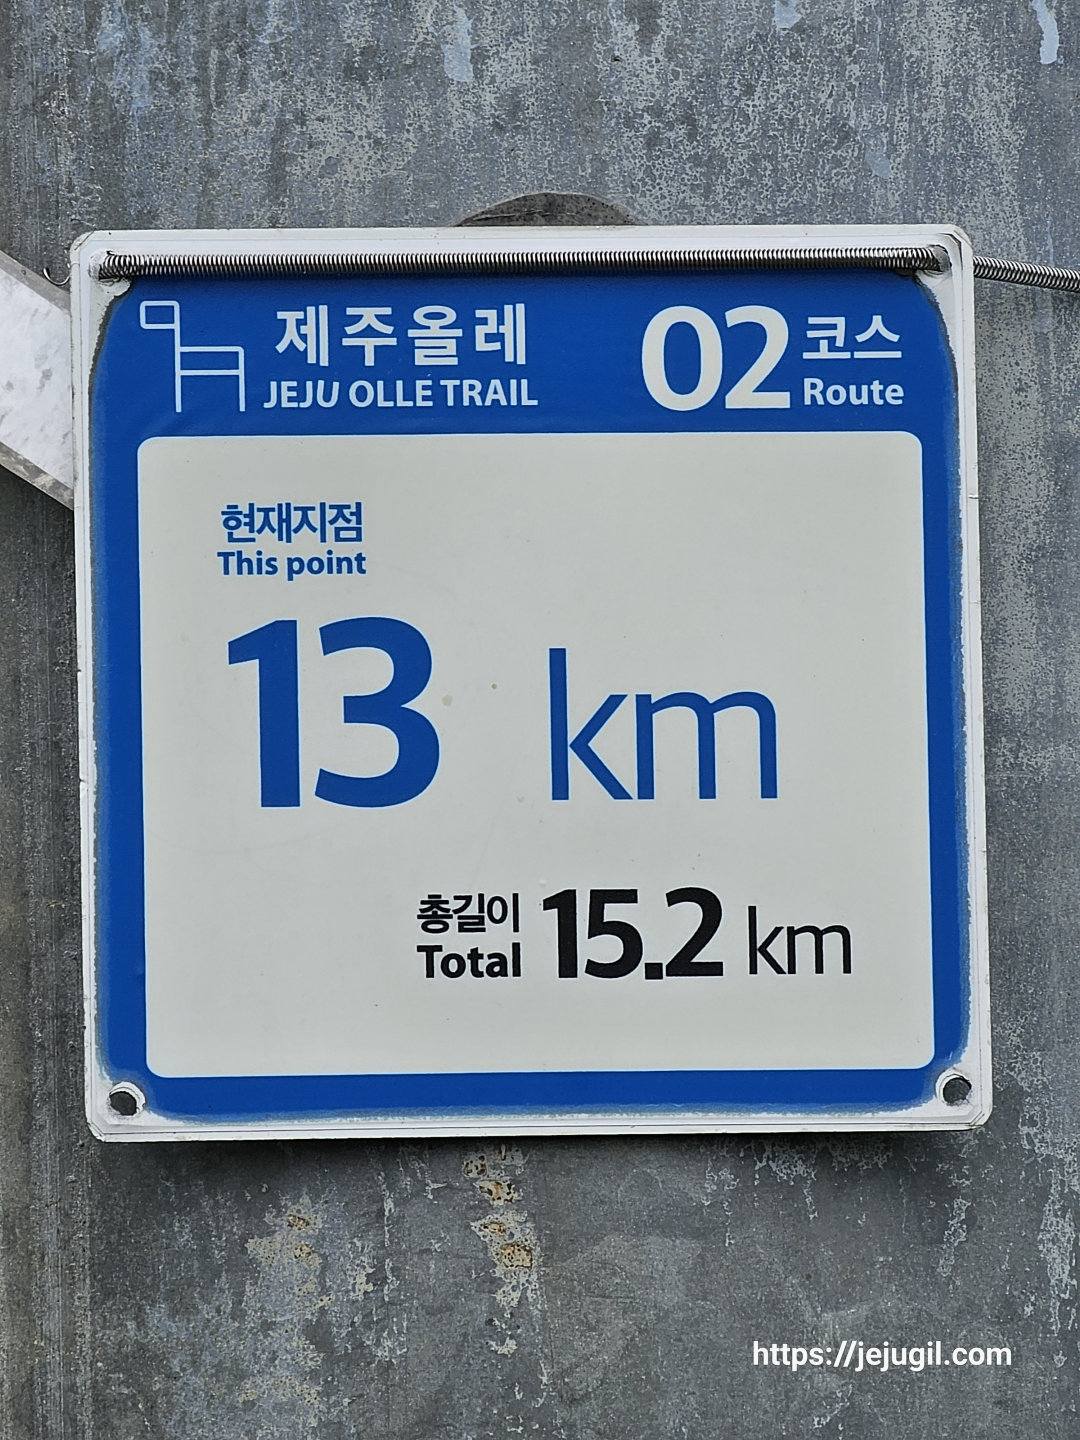 제주올레
JEJU OLLE TRAIL
02 코스
Route
현재지점
This point
13 km
총길이
Total 15.2 km
https://jejugil.com